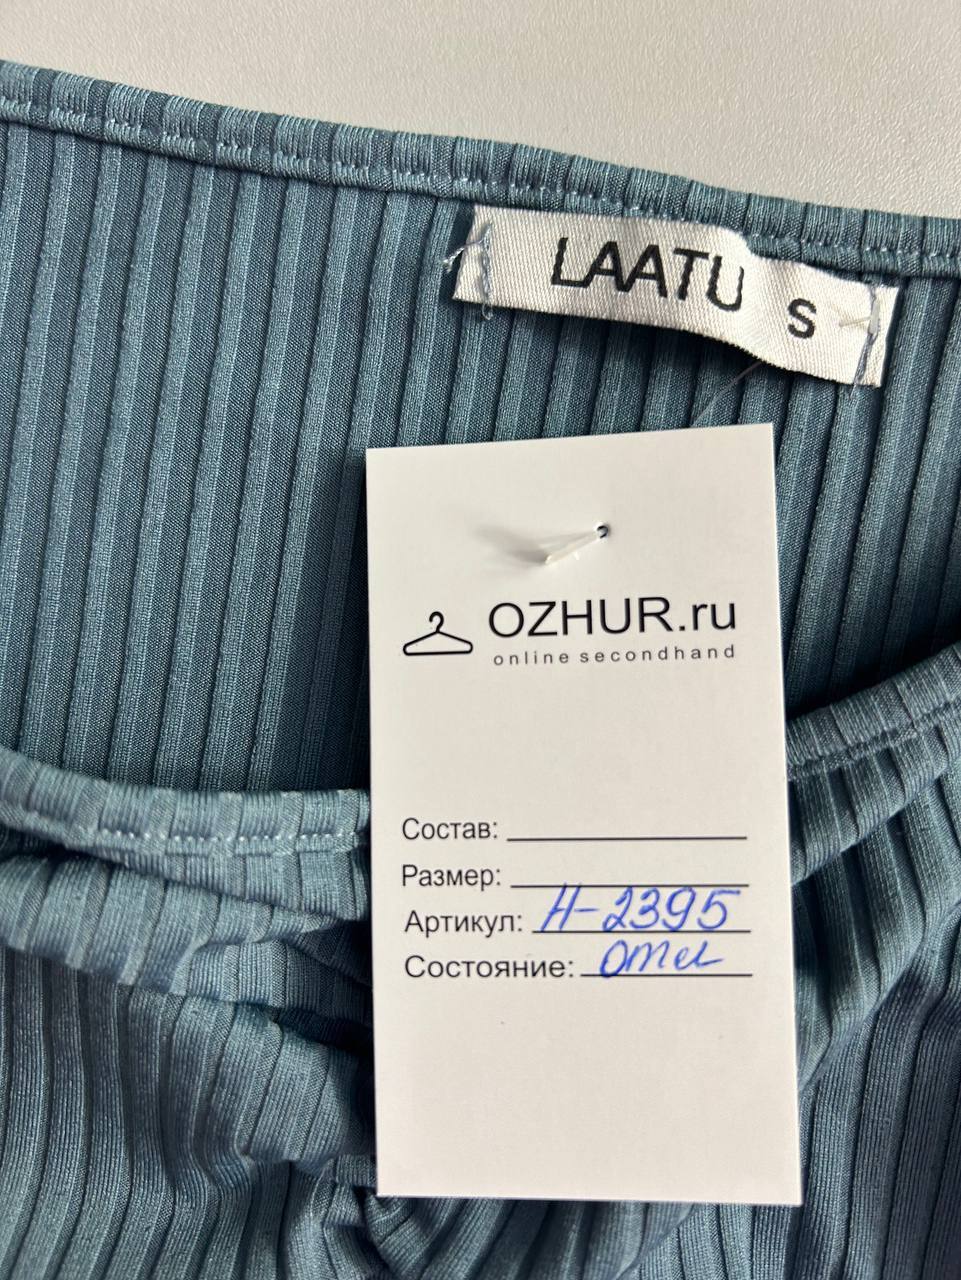 LAATU S
OZHUR.ru
online secondhand
Состав:
Размер:
Артикул: Н-2395
Состояние: отл